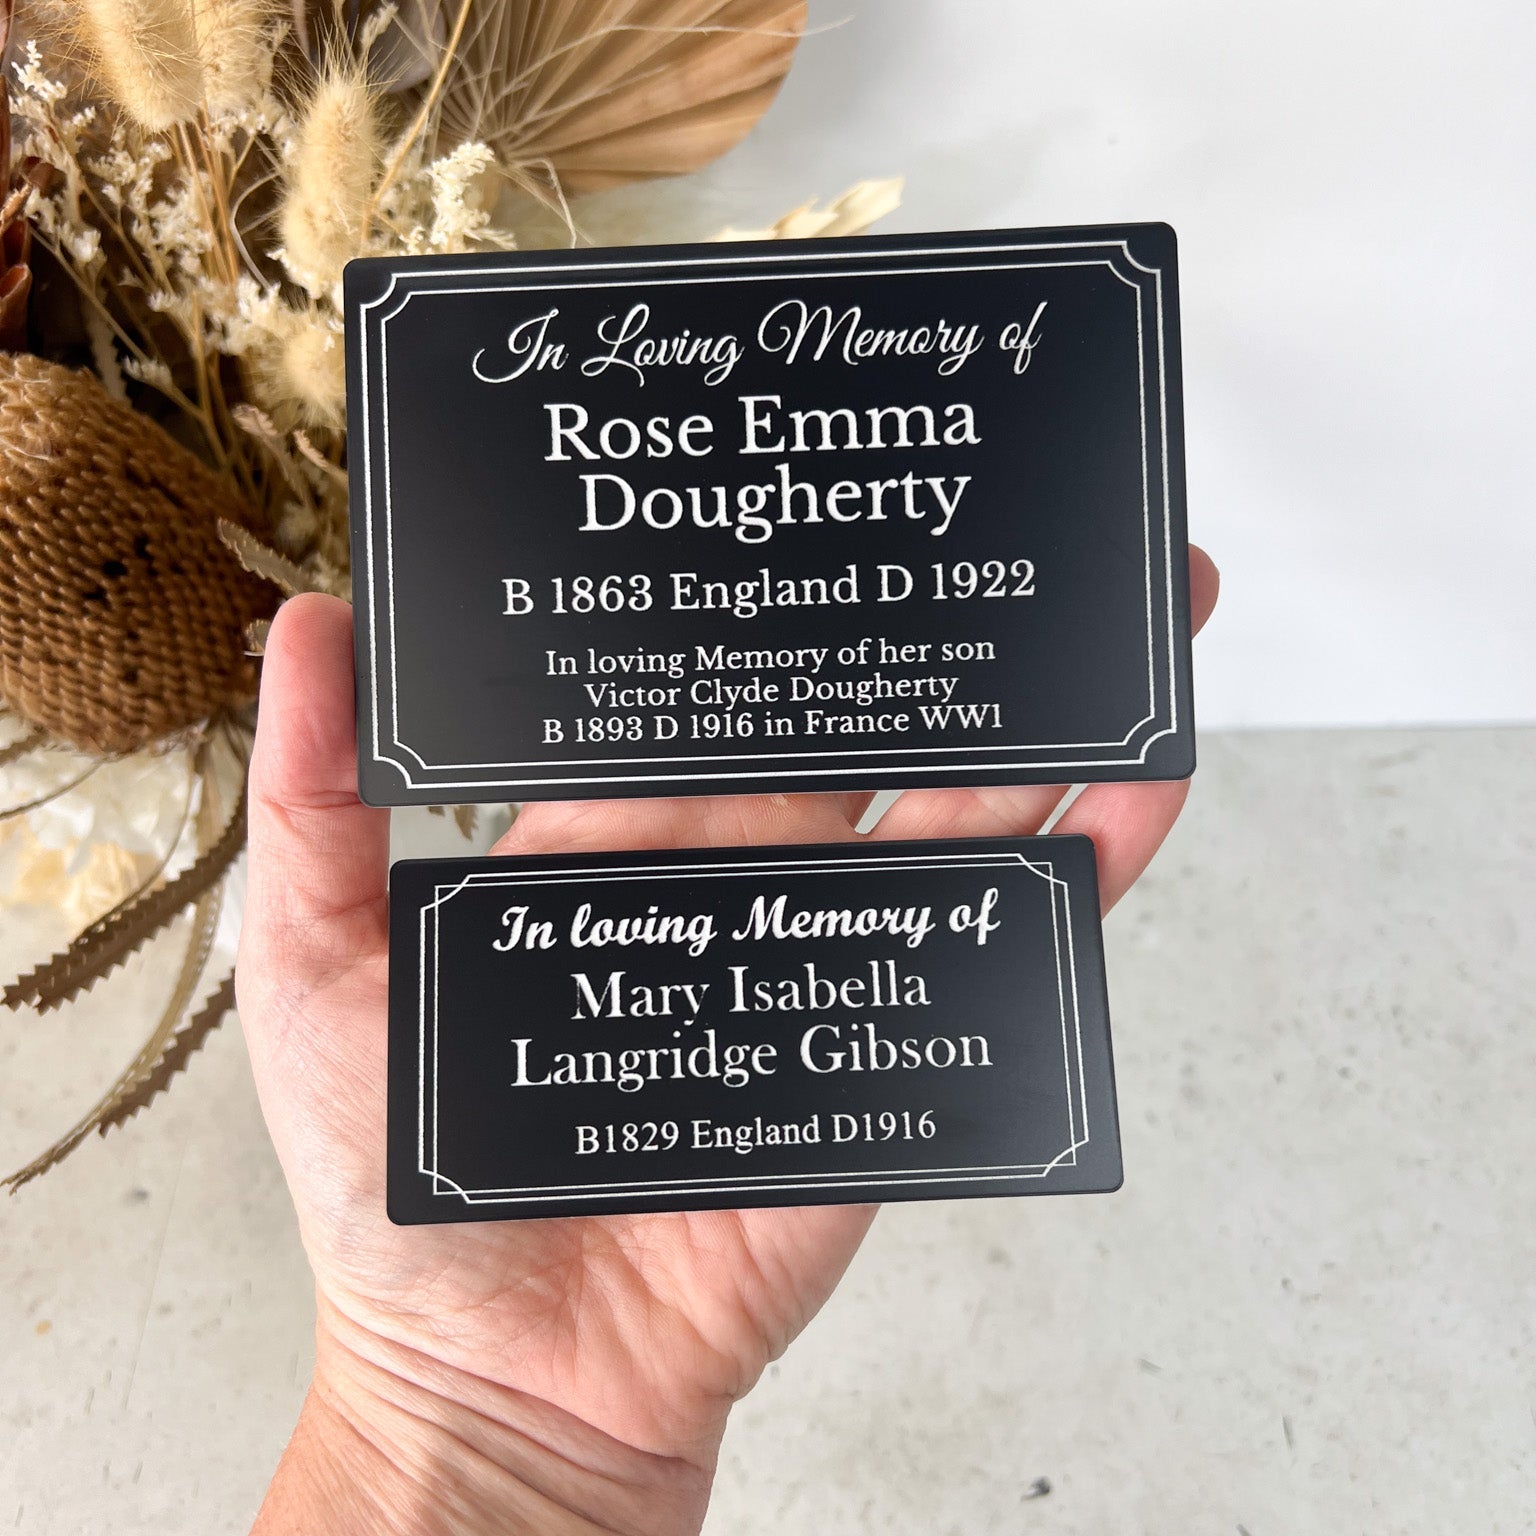 In Loving Memory of
Rose Emma
Dougherty
B 1863 England D 1922
In loving Memory of her son
Victor Clyde Dougherty
B 1893 D 1916 in France WW1
In loving Memory of
Mary Isabella
Langridge Gibson
B1829 England D1916